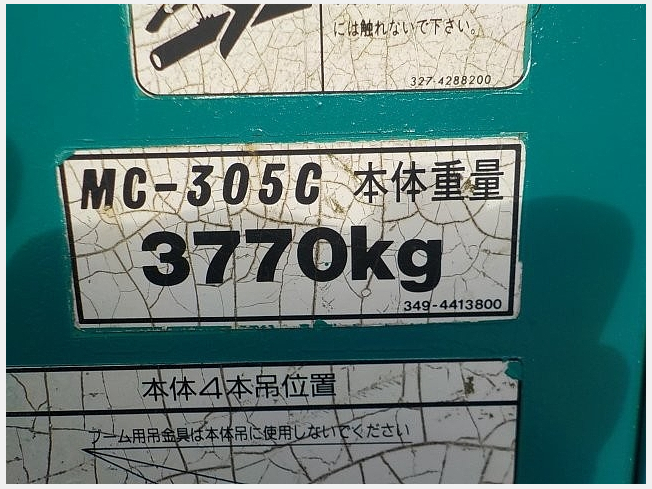 には触れないで下さい。
327-4288200
MC-305C 本体重量
3770kg
349-4413800
本体4本吊位置
ブーム用吊金具は本体吊に使用しないでください